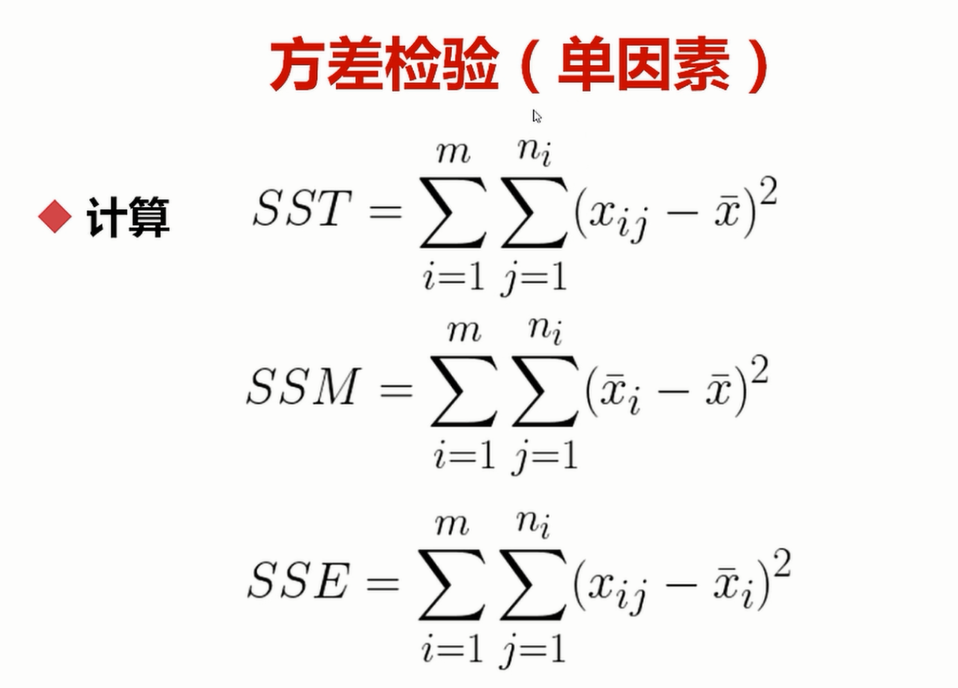 方差检验（单因素）
计算 $SST = \sum_{i=1}^{m} \sum_{j=1}^{n_i} (x_{ij} - \bar{x})^2$
$SSM = \sum_{i=1}^{m} \sum_{j=1}^{n_i} (\bar{x}_i - \bar{x})^2$
$SSE = \sum_{i=1}^{m} \sum_{j=1}^{n_i} (x_{ij} - \bar{x}_i)^2$